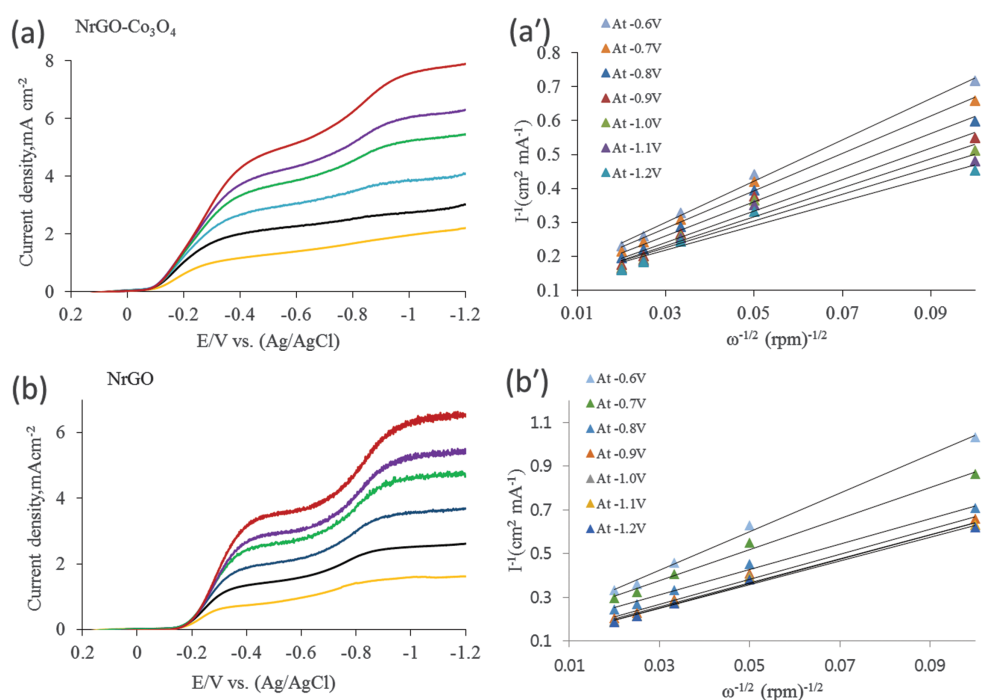 (a)
NrGO-Co₃O₄
Current density,mA cm⁻²
8
6
4
2
0
0.2 0 -0.2 -0.4 -0.6 -0.8 -1 -1.2
E/V vs. (Ag/AgCl)
(a′)
At -0.6V
At -0.7V
At -0.8V
At -0.9V
At -1.0V
At -1.1V
At -1.2V
I⁻¹(cm² mA⁻¹)
0.8
0.7
0.6
0.5
0.4
0.3
0.2
0.1
0.01 0.03 0.05 0.07 0.09
ω⁻¹/² (rpm)⁻¹/²
(b)
NrGO
Current density,mAcm⁻²
6
4
2
0
0.2 0 -0.2 -0.4 -0.6 -0.8 -1 -1.2
E/V vs. (Ag/AgCl)
(b′)
At -0.6V
At -0.7V
At -0.8V
At -0.9V
At -1.0V
At -1.1V
At -1.2V
I⁻¹(cm² mA⁻¹)
1.1
0.9
0.7
0.5
0.3
0.1
0.01 0.03 0.05 0.07 0.09
ω⁻¹/² (rpm)⁻¹/²